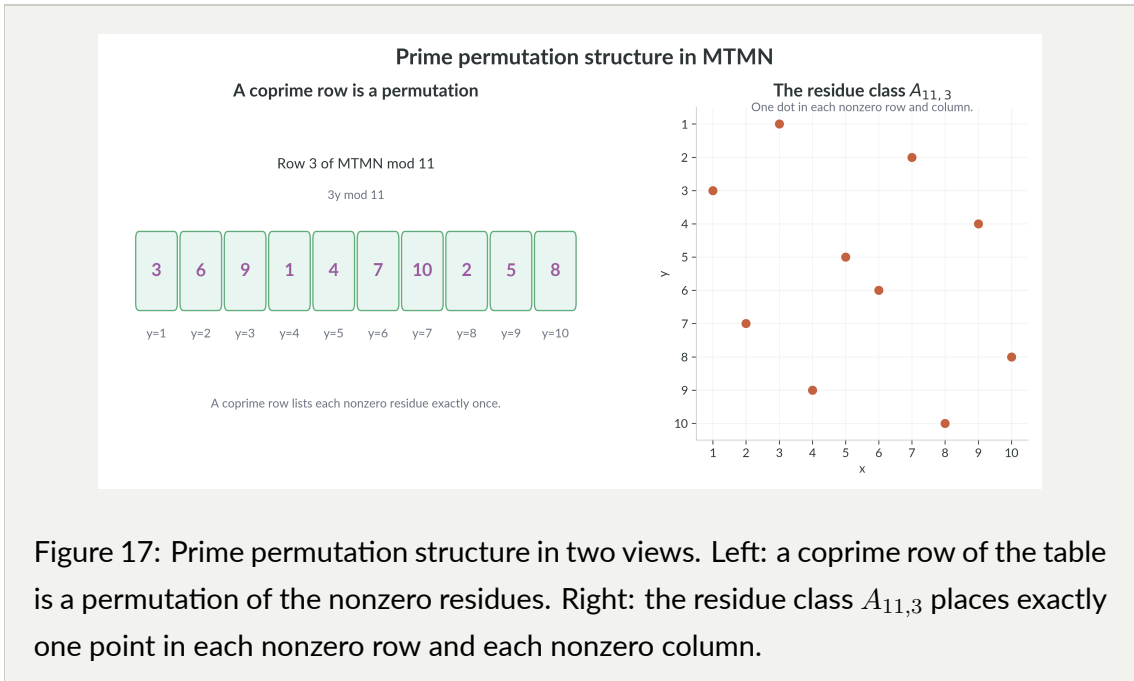 Prime permutation structure in MTMN
A coprime row is a permutation
Row 3 of MTMN mod 11
3y mod 11
3 6 9 1 4 7 10 2 5 8
y=1 y=2 y=3 y=4 y=5 y=6 y=7 y=8 y=9 y=10
A coprime row lists each nonzero residue exactly once.
The residue class A₁₁,₃
One dot in each nonzero row and column.
1
2
3
4
5
6
7
8
9
10
y
1 2 3 4 5 6 7 8 9 10
x
Figure 17: Prime permutation structure in two views. Left: a coprime row of the table
is a permutation of the nonzero residues. Right: the residue class A₁₁,₃ places exactly
one point in each nonzero row and each nonzero column.